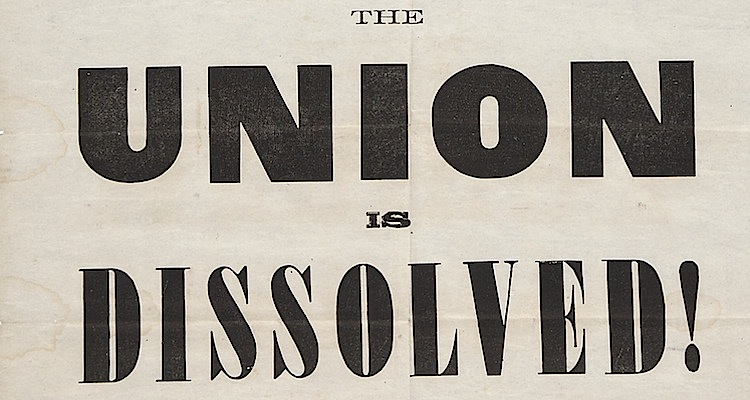 THE
UNION
IS
DISSOLVED!